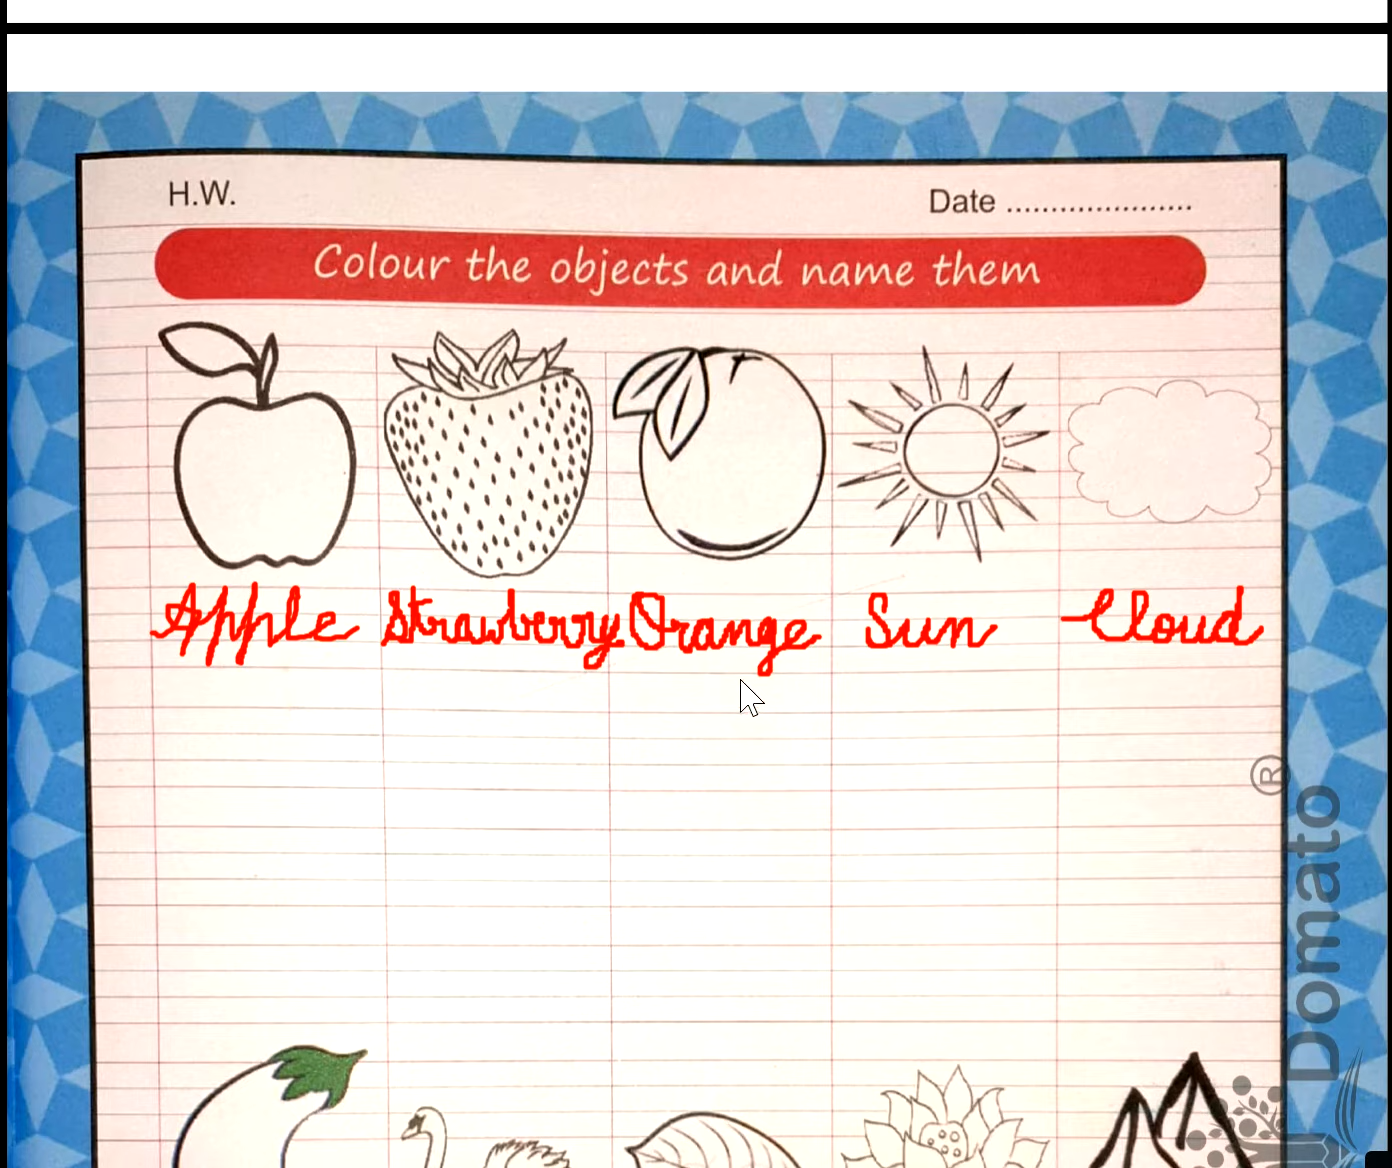 H.W. Date .....................
Colour the objects and name them
Apple Strawberry Orange Sun Cloud
Domato ®